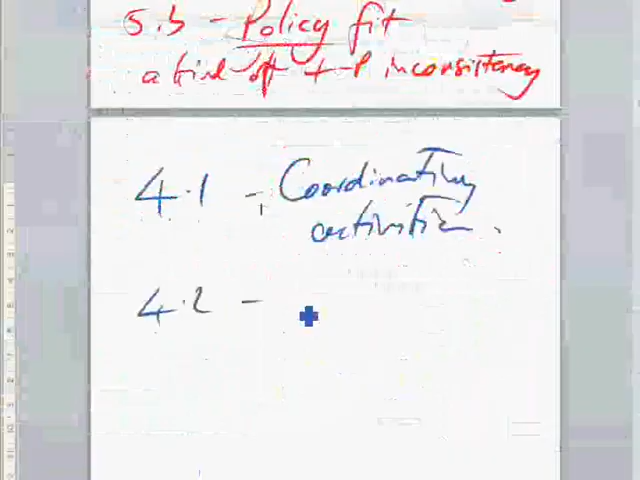 5.3 - Policy fit
a kind of + - P inconsistency
4.1 - Coordinating
activities.
4.2 -